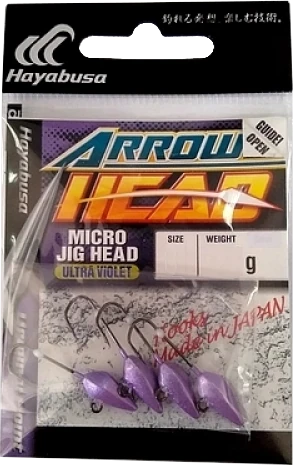 釣れる発想、楽しむ技術。
Hayabusa
Hayabusa
GUIDE!
OPEN
ARROW
HEAD
MICRO
JIG HEAD
ULTRA VIOLET
SIZE
WEIGHT
g
Hooks
Made in JAPAN